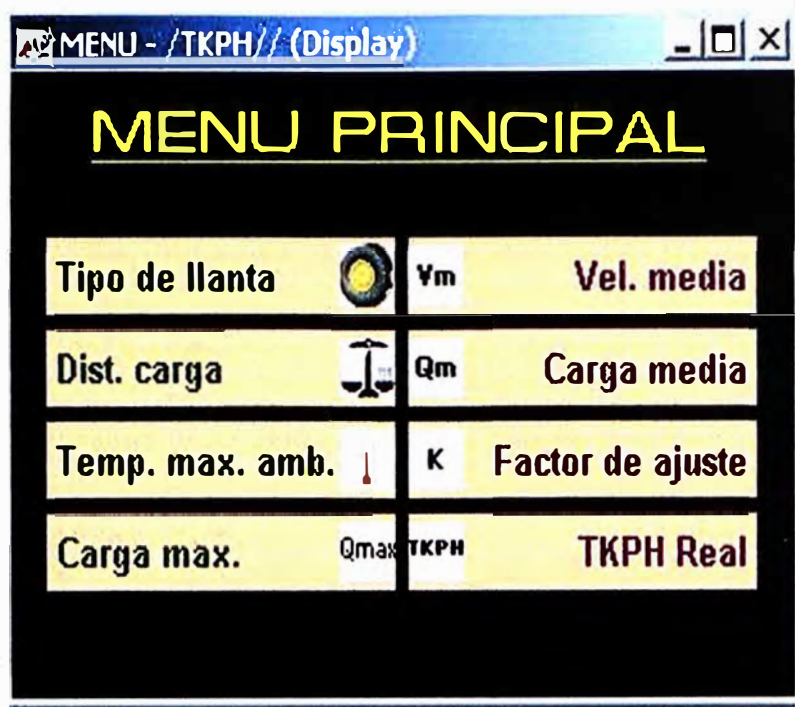 MENU - /TKPH// (Display)
MENU PRINCIPAL
Tipo de llanta
Vm Vel. media
Dist. carga
Qm Carga media
Temp. max. amb.
K Factor de ajuste
Carga max. Qmax
TKPH TKPH Real